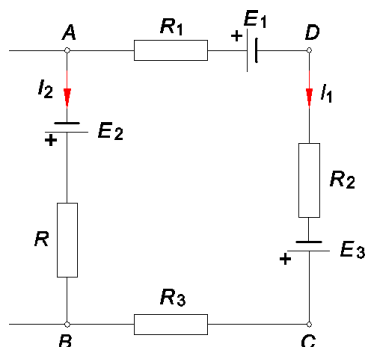 A R1 + E1 D
I2 I1
E2
+
R2
R
+ E3
R3
B C